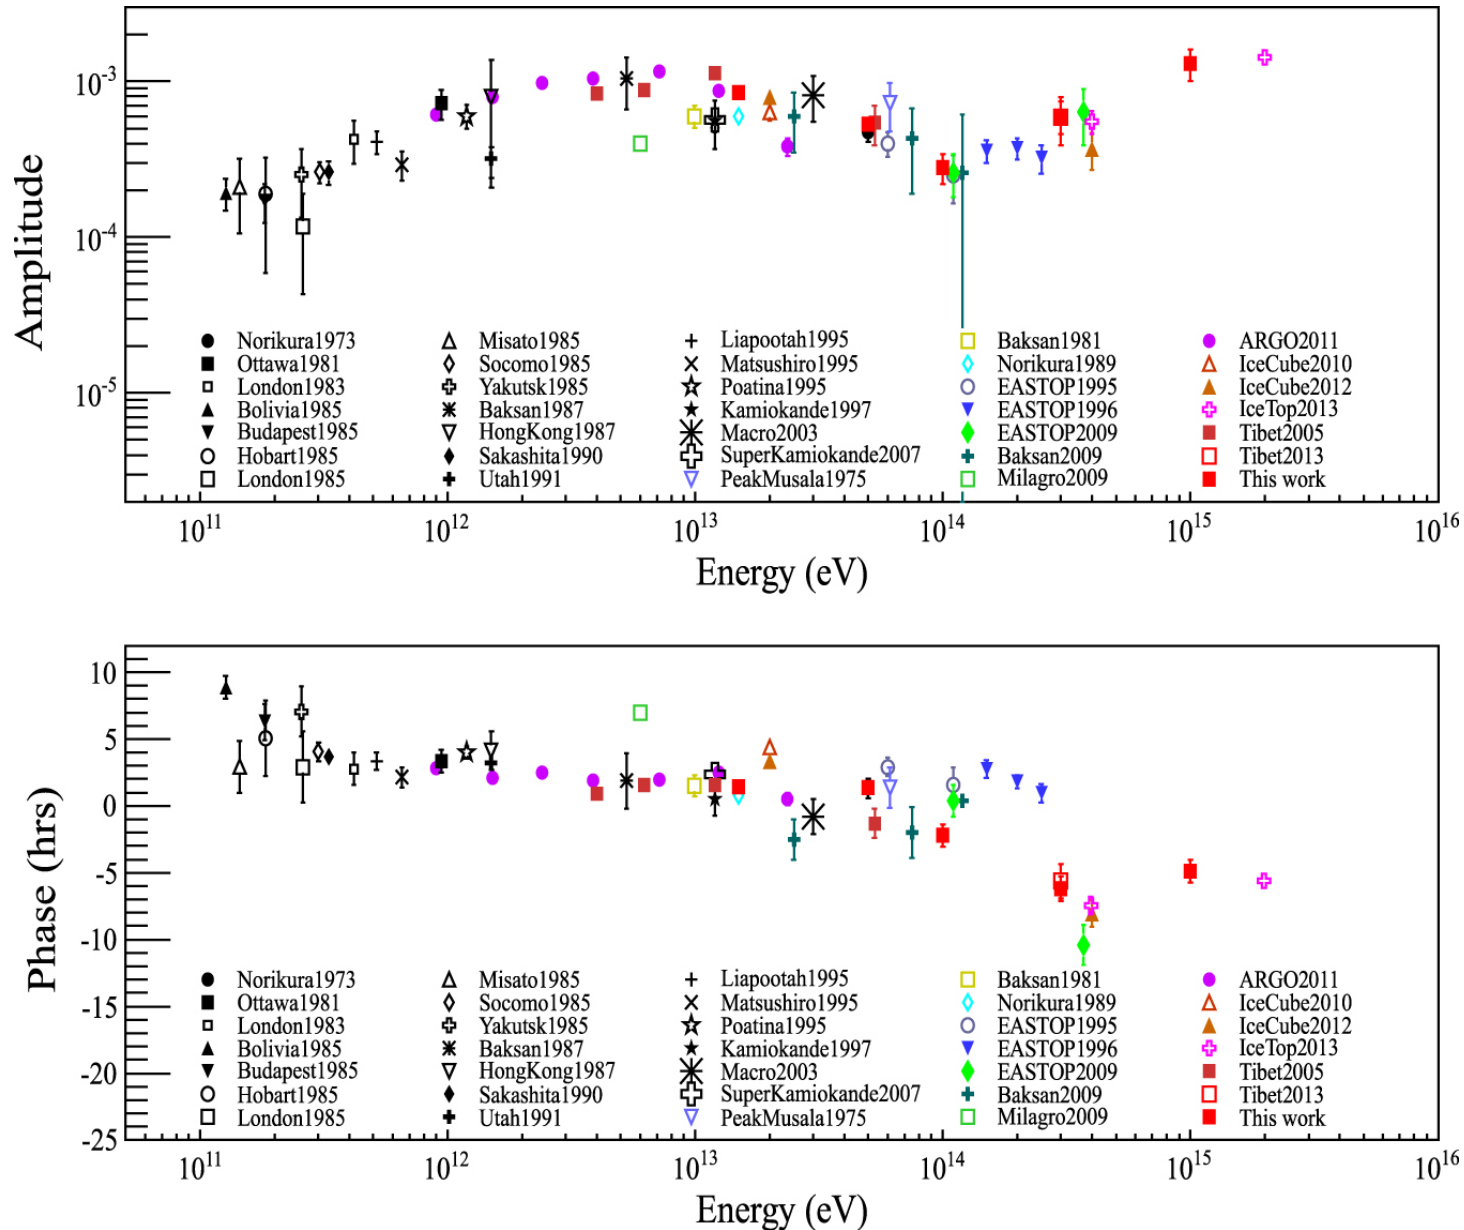 Amplitude
10-3
10-4
10-5
Norikura1973 Misato1985 Liapootah1995 Baksan1981 ARGO2011
Ottawa1981 Socomo1985 Matsushiro1995 Norikura1989 IceCube2010
London1983 Yakutsk1985 Poatina1995 EASTOP1995 IceCube2012
Bolivia1985 Baksan1987 Kamiokande1997 EASTOP1996 IceTop2013
Budapest1985 HongKong1987 Macro2003 EASTOP2009 Tibet2005
Hobart1985 Sakashita1990 SuperKamiokande2007 Baksan2009 Tibet2013
London1985 Utah1991 PeakMusala1975 Milagro2009 This work
10^11 10^12 10^13 10^14 10^15 10^16
Energy (eV)
Phase (hrs)
10
5
0
-5
-10
-15
-20
-25
Norikura1973 Misato1985 Liapootah1995 Baksan1981 ARGO2011
Ottawa1981 Socomo1985 Matsushiro1995 Norikura1989 IceCube2010
London1983 Yakutsk1985 Poatina1995 EASTOP1995 IceCube2012
Bolivia1985 Baksan1987 Kamiokande1997 EASTOP1996 IceTop2013
Budapest1985 HongKong1987 Macro2003 EASTOP2009 Tibet2005
Hobart1985 Sakashita1990 SuperKamiokande2007 Baksan2009 Tibet2013
London1985 Utah1991 PeakMusala1975 Milagro2009 This work
10^11 10^12 10^13 10^14 10^15 10^16
Energy (eV)